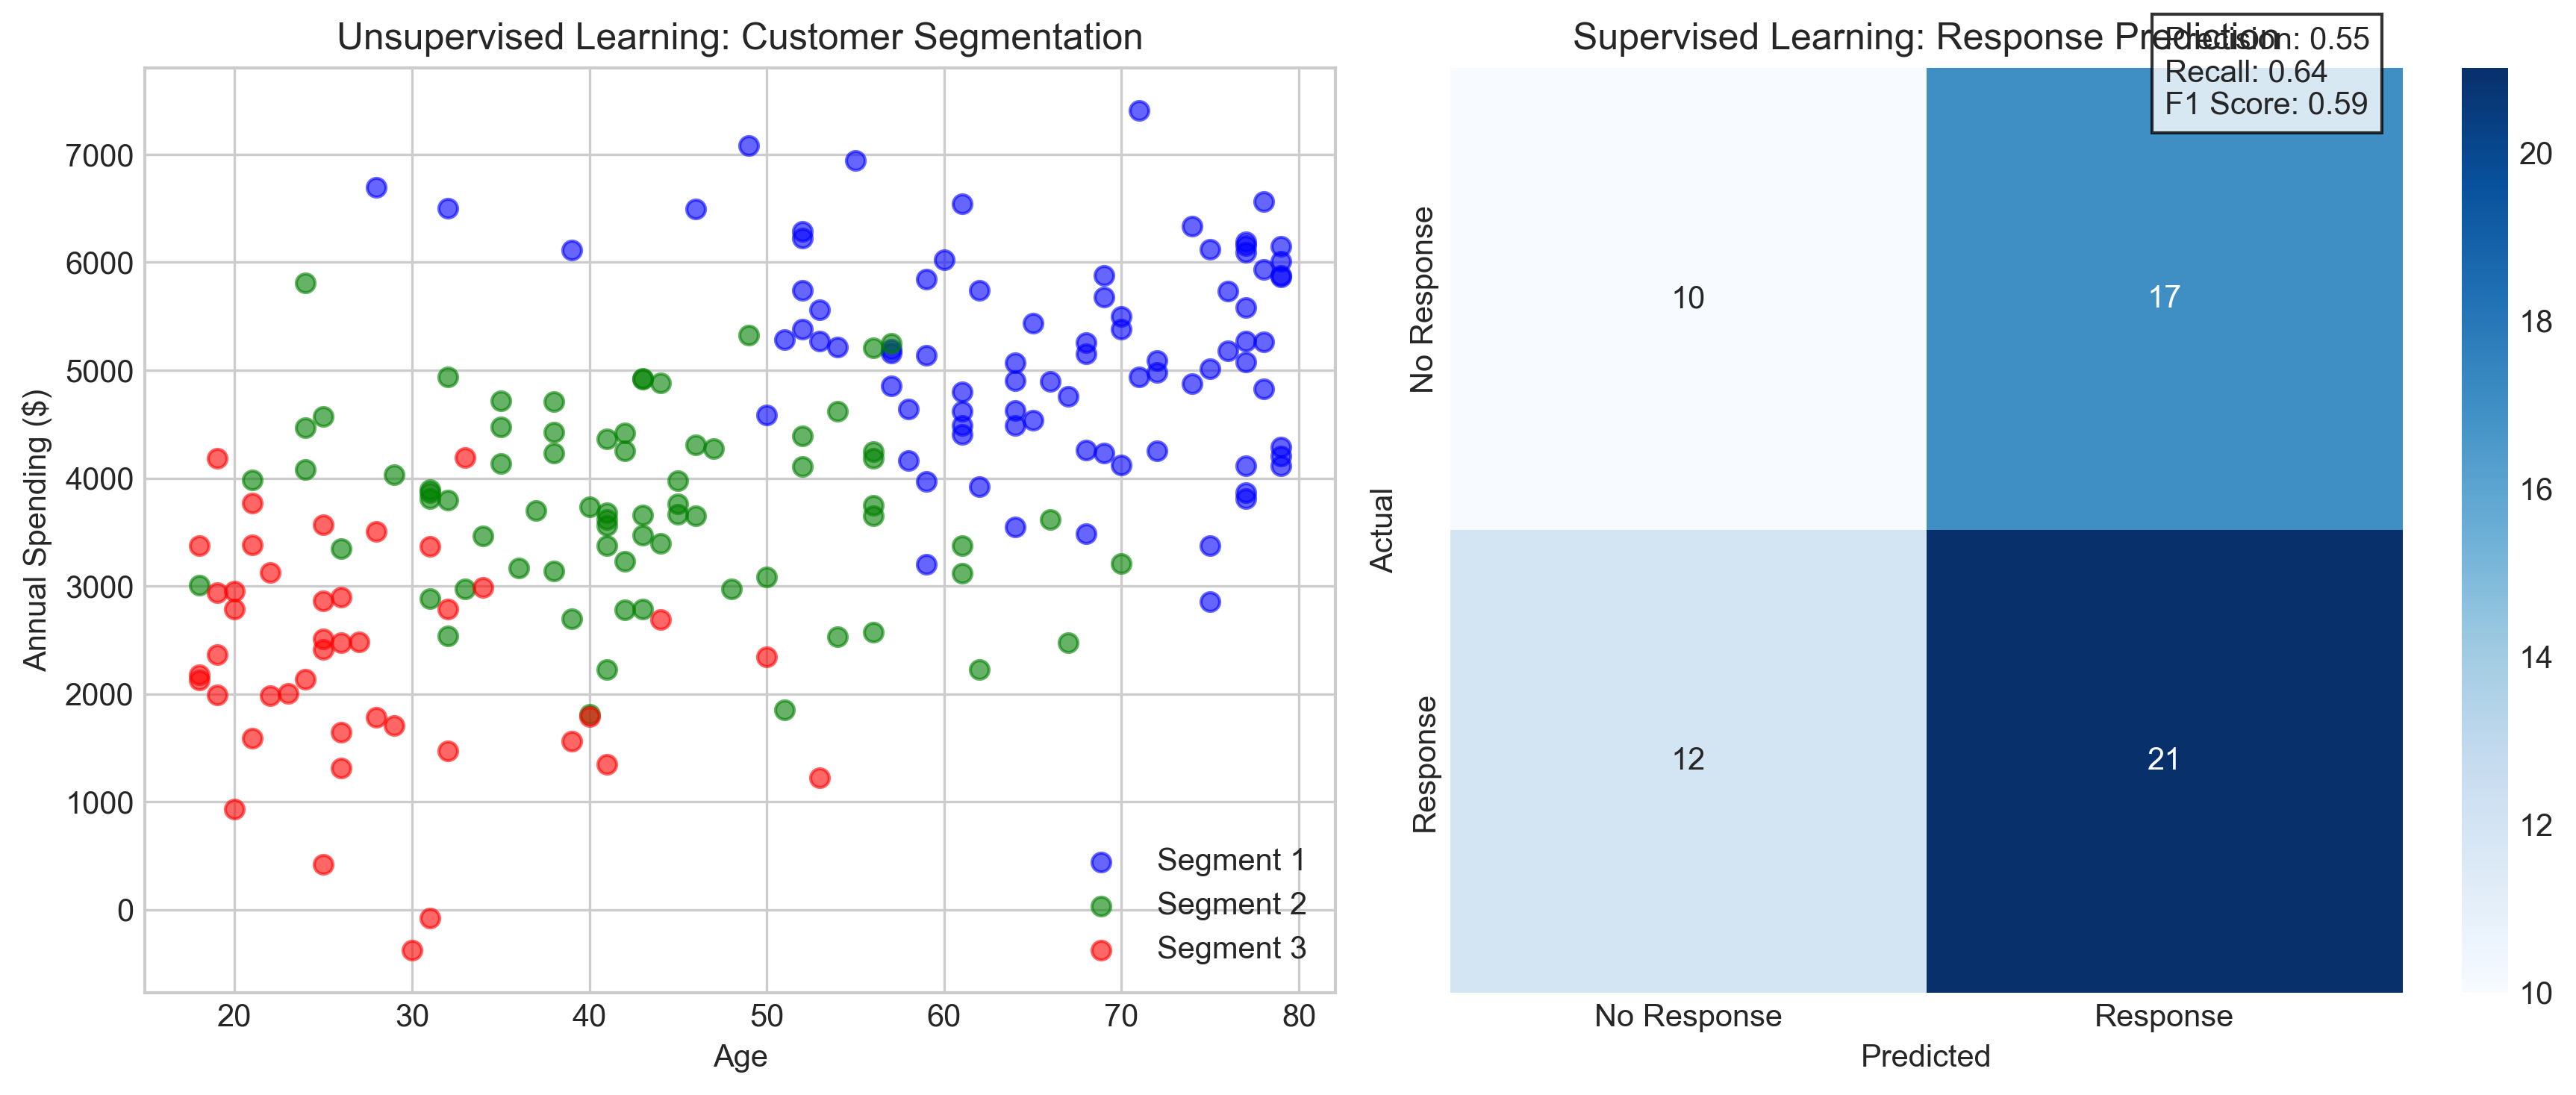 Unsupervised Learning: Customer Segmentation
Annual Spending ($)
7000
6000
5000
4000
3000
2000
1000
0
20 30 40 50 60 70 80
Age
Segment 1
Segment 2
Segment 3
Supervised Learning: Response Prediction
Precision: 0.55
Recall: 0.64
F1 Score: 0.59
Actual
No Response
Response
10 17
12 21
No Response Response
Predicted
20
18
16
14
12
10